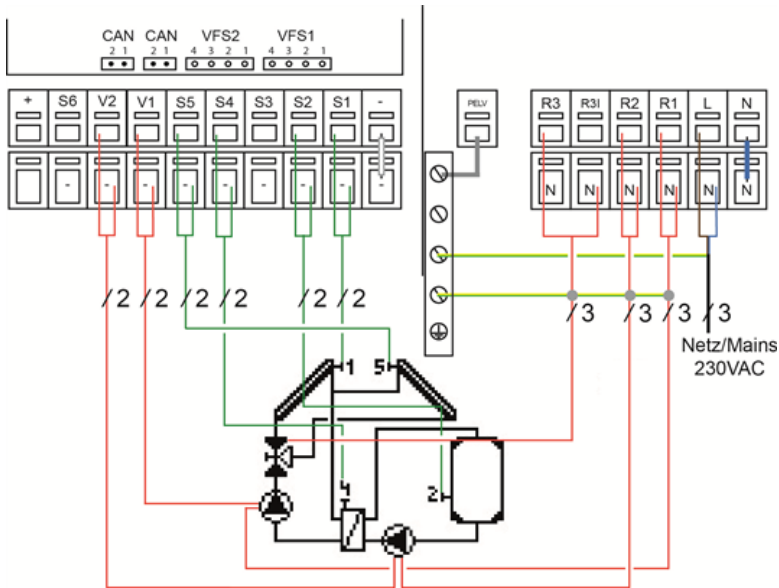 CAN CAN VFS2 VFS1
2 1 2 1 4 3 2 1 4 3 2 1
+ S6 V2 V1 S5 S4 S3 S2 S1 - PELV R3 R3I R2 R1 L N
- - - - - - - N N N N N
/2 /2 /2 /2 /2 /2 /3 /3 /3 /3
Netz/Mains
230VAC
1 5
4 2